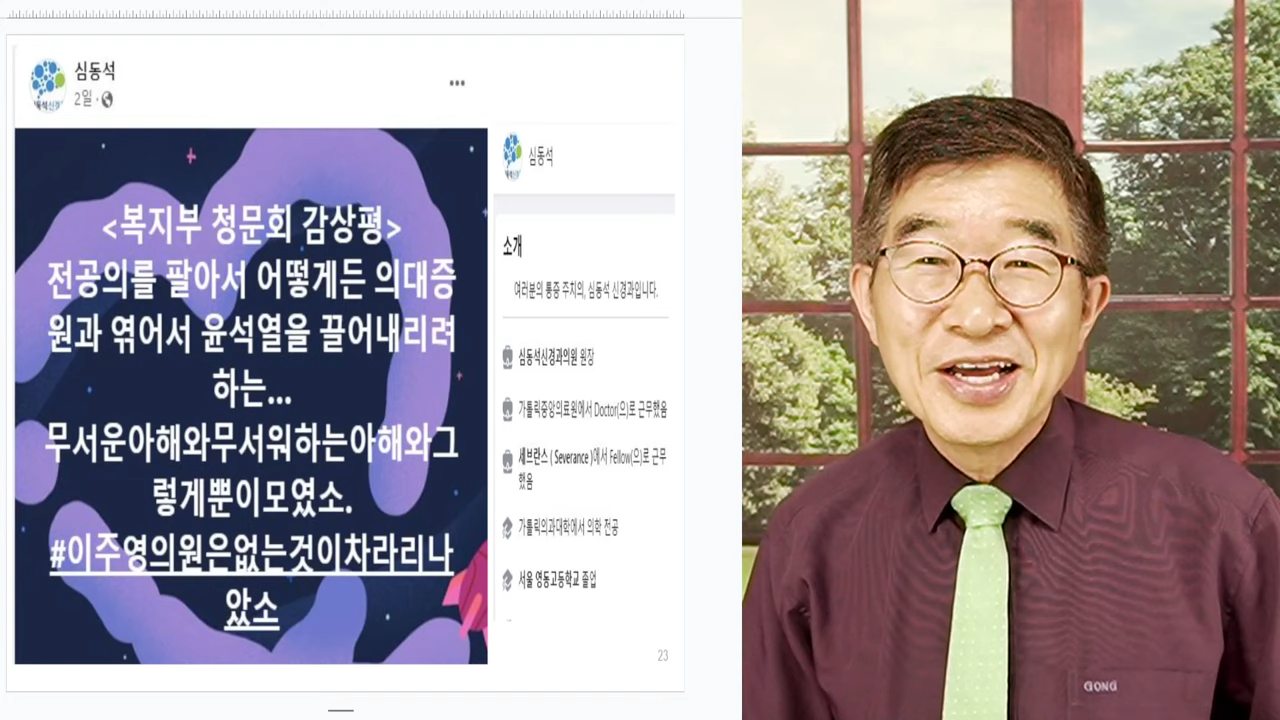 심동석
2일 ·
<복지부 청문회 감상평>
전공의를 팔아서 어떻게든 의대증
원과 엮어서 윤석열을 끌어내리려
하는...
무서운아해와무서워하는아해와그
렇게뿐이모였소.
#이주영의원은없는것이차라리나
았소
심동석
소개
여러분의 통증 주치의, 심동석 신경과입니다.
심동석신경과의원 원장
가톨릭중앙의료원에서 Doctor(으)로 근무했음
세브란스 ( Severance )에서 Fellow(으)로 근무
했음
가톨릭의과대학에서 의학 전공
서울 영동고등학교 졸업
23
GONG